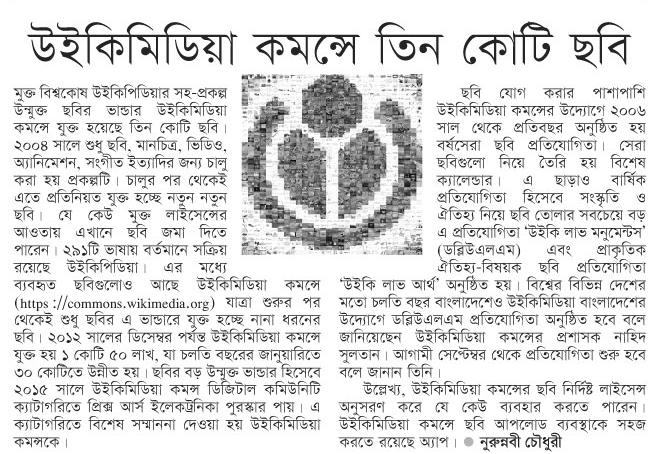 উইকিমিডিয়া কমন্সে তিন কোটি ছবি
মুক্ত বিশ্বকোষ উইকিপিডিয়ার সহ-প্রকল্প
উন্মুক্ত ছবির ভান্ডার উইকিমিডিয়া
কমন্সে যুক্ত হয়েছে তিন কোটি ছবি।
২০০৪ সালে শুধু ছবি, মানচিত্র, ভিডিও,
অ্যানিমেশন, সংগীত ইত্যাদির জন্য চালু
করা হয় প্রকল্পটি। চালুর পর থেকেই
এতে প্রতিনিয়ত যুক্ত হচ্ছে নতুন নতুন
ছবি। যে কেউ মুক্ত লাইসেন্সের
আওতায় এখানে ছবি জমা দিতে
পারেন। ২৯১টি ভাষায় বর্তমানে সক্রিয়
রয়েছে উইকিপিডিয়া। এর মধ্যে
ব্যবহৃত ছবিগুলোও আছে উইকিমিডিয়া কমন্সে
(https ://commons.wikimedia.org) যাত্রা শুরুর পর
থেকেই শুধু ছবির এ ভান্ডারে যুক্ত হচ্ছে নানা ধরনের
ছবি। ২০১২ সালের ডিসেম্বর পর্যন্ত উইকিমিডিয়া কমন্সে
যুক্ত হয় ১ কোটি ৫০ লাখ, যা চলতি বছরের জানুয়ারিতে
৩০ কোটিতে উন্নীত হয়। ছবির বড় উন্মুক্ত ভান্ডার হিসেবে
২০১৫ সালে উইকিমিডিয়া কমন্স ডিজিটাল কমিউনিটি
ক্যাটাগরিতে প্রিক্স আর্স ইলেকট্রনিকা পুরস্কার পায়। এ
ক্যাটাগরিতে বিশেষ সম্মাননা দেওয়া হয় উইকিমিডিয়া
কমন্সকে।
ছবি যোগ করার পাশাপাশি
উইকিমিডিয়া কমন্সের উদ্যোগে ২০০৬
সাল থেকে প্রতিবছর অনুষ্ঠিত হয়
বর্ষসেরা ছবি প্রতিযোগিতা। সেরা
ছবিগুলো নিয়ে তৈরি হয় বিশেষ
ক্যালেন্ডার। এ ছাড়াও বার্ষিক
প্রতিযোগিতা হিসেবে সংস্কৃতি ও
ঐতিহ্য নিয়ে ছবি তোলার সবচেয়ে বড়
এ প্রতিযোগিতা ‘উইকি লাভ মনুমেন্টস’
(ডব্লিউএলএম) এবং প্রাকৃতিক
ঐতিহ্য-বিষয়ক ছবি প্রতিযোগিতা
‘উইকি লাভ আর্থ’ অনুষ্ঠিত হয়। বিশ্বের বিভিন্ন দেশের
মতো চলতি বছর বাংলাদেশেও উইকিমিডিয়া বাংলাদেশের
উদ্যোগে ডব্লিউএলএম প্রতিযোগিতা অনুষ্ঠিত হবে বলে
জানিয়েছেন উইকিমিডিয়া কমন্সের প্রশাসক নাহিদ
সুলতান। আগামী সেপ্টেম্বর থেকে প্রতিযোগিতা শুরু হবে
বলে জানান তিনি।
উল্লেখ্য, উইকিমিডিয়া কমন্সের ছবি নির্দিষ্ট লাইসেন্স
অনুসরণ করে যে কেউ ব্যবহার করতে পারেন।
উইকিমিডিয়া কমন্সে ছবি আপলোড ব্যবস্থাকে সহজ
করতে রয়েছে অ্যাপ। ● নুরুন্নবী চৌধুরী